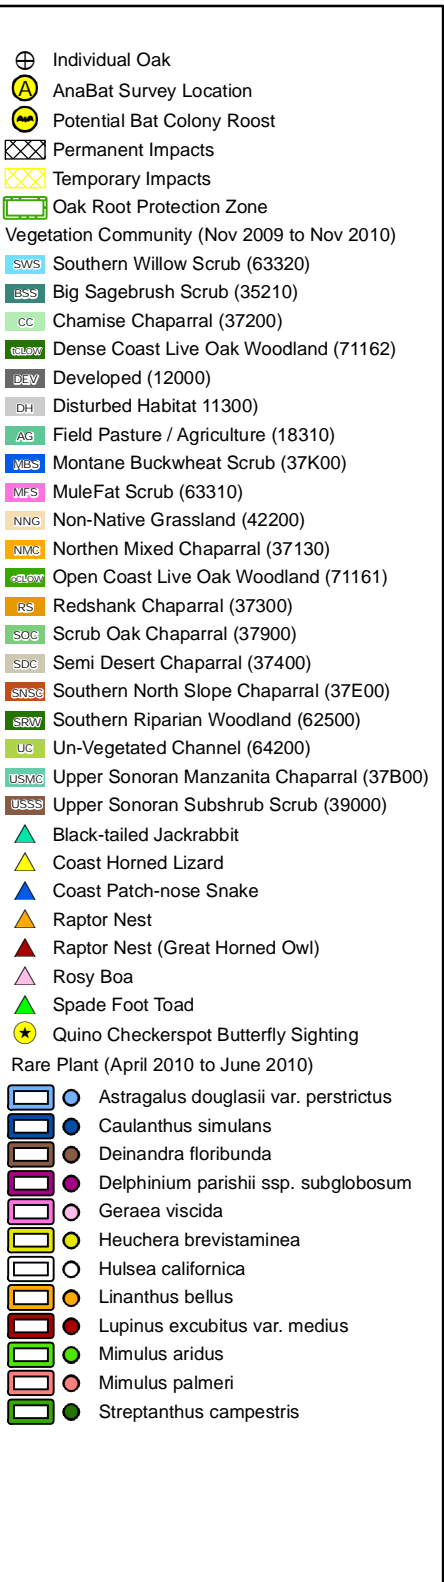 Individual Oak
A AnaBat Survey Location
Potential Bat Colony Roost
Permanent Impacts
Temporary Impacts
Oak Root Protection Zone
Vegetation Community (Nov 2009 to Nov 2010)
SWS Southern Willow Scrub (63320)
BSS Big Sagebrush Scrub (35210)
CC Chamise Chaparral (37200)
Dense Coast Live Oak Woodland (71162)
DEV Developed (12000)
DH Disturbed Habitat 11300)
AG Field Pasture / Agriculture (18310)
MBS Montane Buckwheat Scrub (37K00)
MFS MuleFat Scrub (63310)
NNG Non-Native Grassland (42200)
NMC Northen Mixed Chaparral (37130)
Open Coast Live Oak Woodland (71161)
RS Redshank Chaparral (37300)
SOC Scrub Oak Chaparral (37900)
SDC Semi Desert Chaparral (37400)
SNSC Southern North Slope Chaparral (37E00)
SRW Southern Riparian Woodland (62500)
UC Un-Vegetated Channel (64200)
USMC Upper Sonoran Manzanita Chaparral (37B00)
USSS Upper Sonoran Subshrub Scrub (39000)
Black-tailed Jackrabbit
Coast Horned Lizard
Coast Patch-nose Snake
Raptor Nest
Raptor Nest (Great Horned Owl)
Rosy Boa
Spade Foot Toad
Quino Checkerspot Butterfly Sighting
Rare Plant (April 2010 to June 2010)
Astragalus douglasii var. perstrictus
Caulanthus simulans
Deinandra floribunda
Delphinium parishii ssp. subglobosum
Geraea viscida
Heuchera brevistaminea
Hulsea californica
Linanthus bellus
Lupinus excubitus var. medius
Mimulus aridus
Mimulus palmeri
Streptanthus campestris